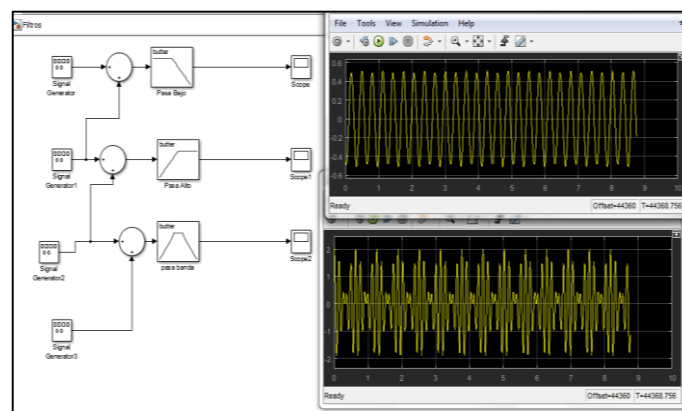 Filtros
butter
Signal
Generator
Pasa Bajo
Scope
butter
Signal
Generator1
Pasa Alto
Scope1
butter
Signal
Generator2
pasa banda
Scope2
Signal
Generator3
File Tools View Simulation Help
0.6
0.4
0.2
0
-0.2
-0.4
-0.6
0 1 2 3 4 5 6 7 8 9 10
Ready Offset=44360 T=44368.756
2
1
0
-1
-2
0 1 2 3 4 5 6 7 8 9 10
Ready Offset=44360 T=44368.756